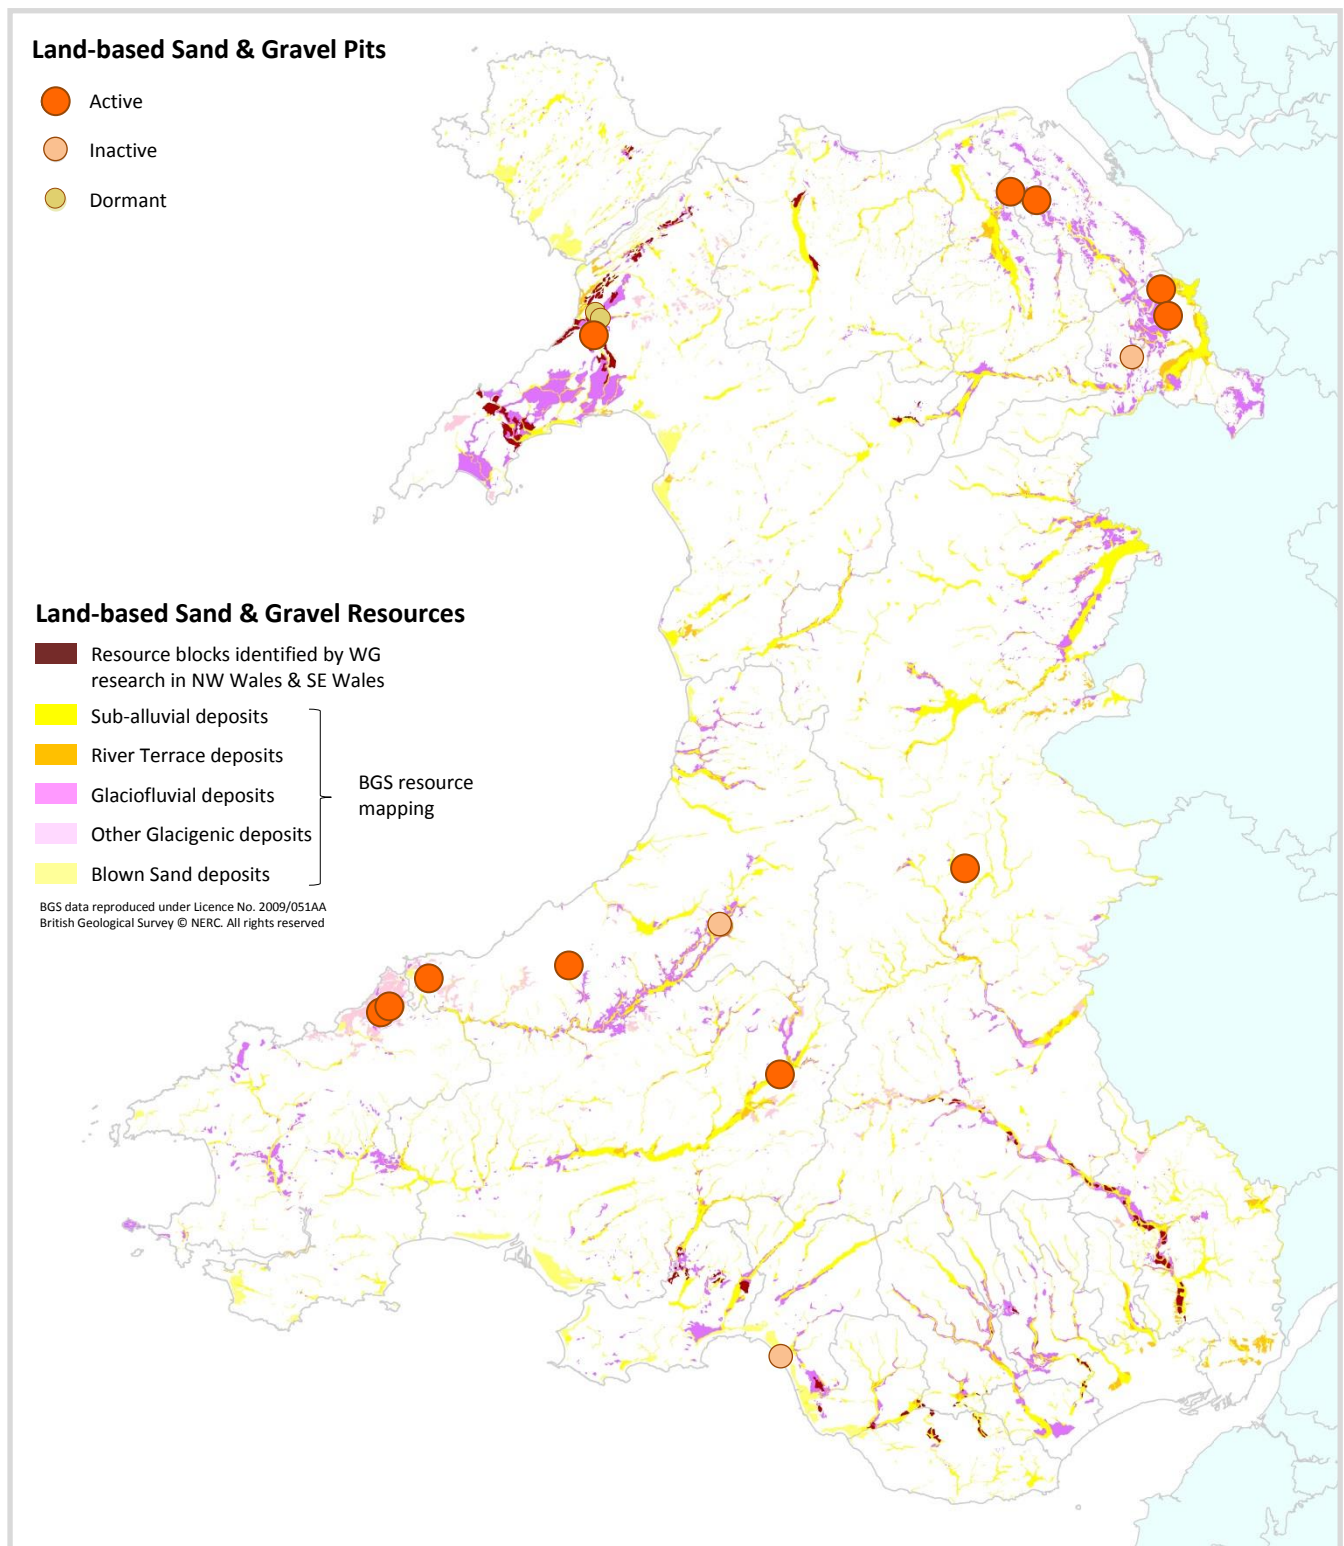 Land-based Sand & Gravel Pits
Active
Inactive
Dormant
Land-based Sand & Gravel Resources
Resource blocks identified by WG
research in NW Wales & SE Wales
Sub-alluvial deposits
River Terrace deposits
Glaciofluvial deposits
Other Glacigenic deposits
Blown Sand deposits
BGS resource
mapping
BGS data reproduced under Licence No. 2009/051AA
British Geological Survey © NERC. All rights reserved